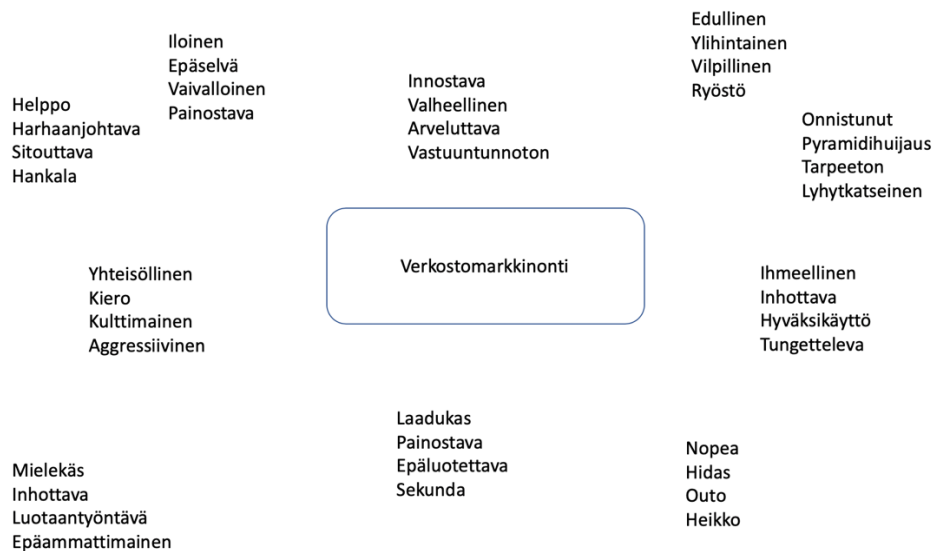 Iloinen
Epäselvä
Vaivalloinen
Painostava
Helppo
Harhaanjohtava
Sitouttava
Hankala
Innostava
Valheellinen
Arveluttava
Vastuuntunnoton
Edullinen
Ylihintainen
Vilpillinen
Ryöstö
Onnistunut
Pyramidihuijaus
Tarpeeton
Lyhytkatseinen
Yhteisöllinen
Kiero
Kulttimainen
Aggressiivinen
Verkostomarkkinonti
Ihmeellinen
Inhottava
Hyväksikäyttö
Tungetteleva
Mielekäs
Inhottava
Luotaantyöntävä
Epäammattimainen
Laadukas
Painostava
Epäluotettava
Sekunda
Nopea
Hidas
Outo
Heikko